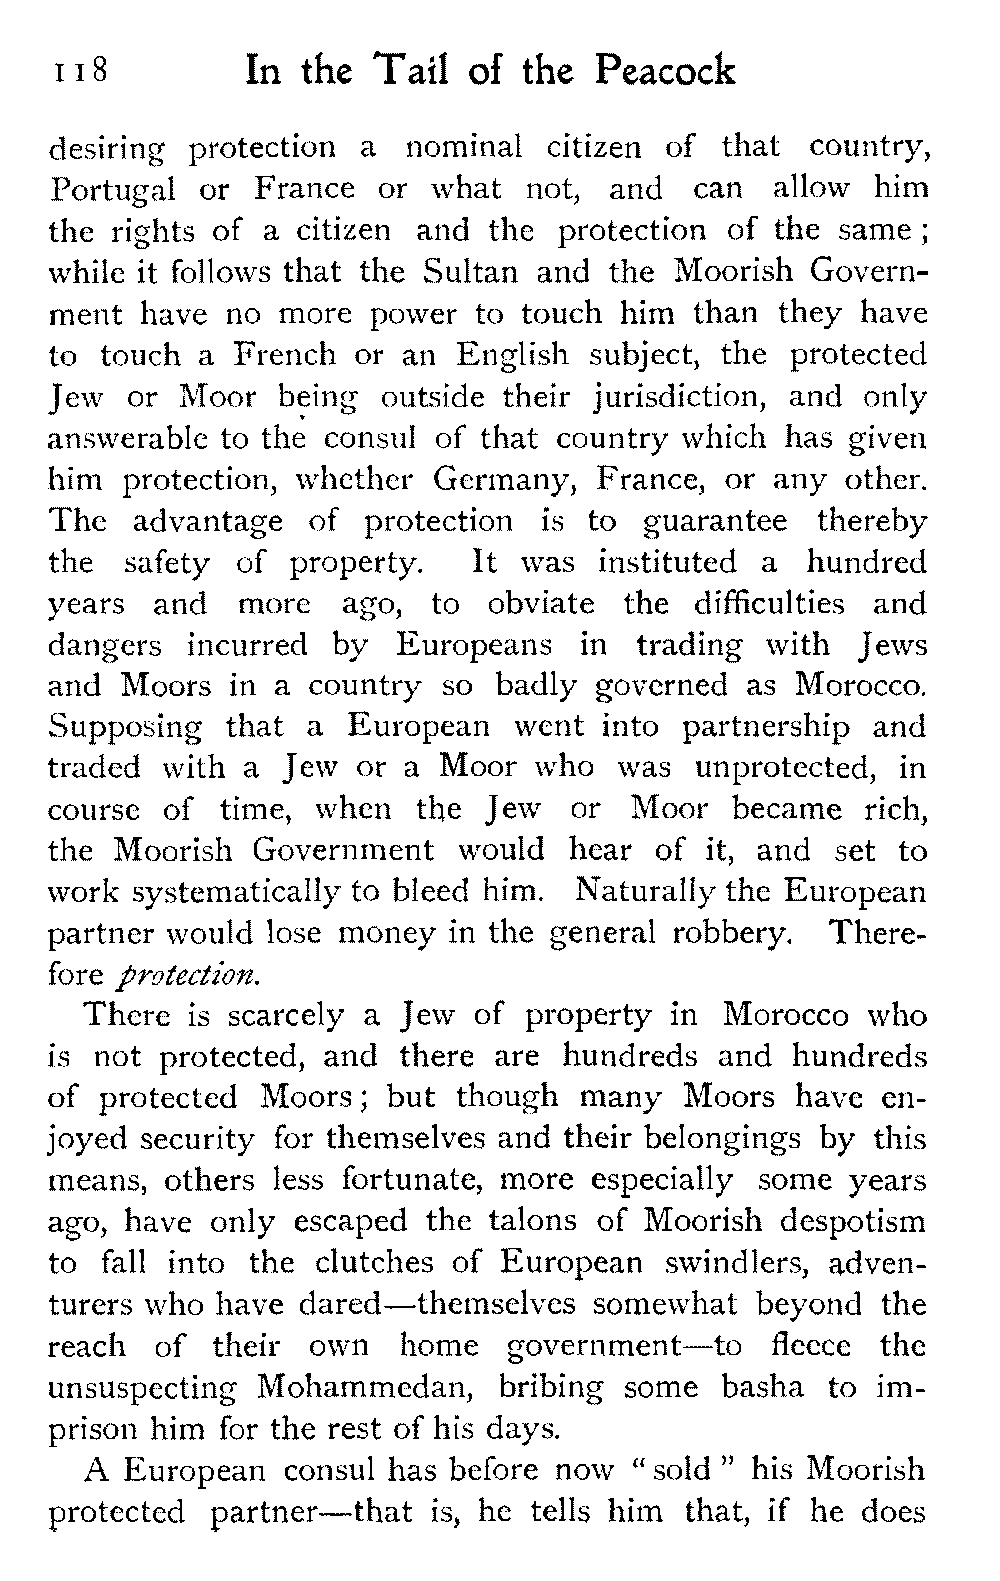 118 In the Tail of the Peacock
desiring protection a nominal citizen of that country,
Portugal or France or what not, and can allow him
the rights of a citizen and the protection of the same ;
while it follows that the Sultan and the Moorish Govern-
ment have no more power to touch him than they have
to touch a French or an English subject, the protected
Jew or Moor being outside their jurisdiction, and only
answerable to the consul of that country which has given
him protection, whether Germany, France, or any other.
The advantage of protection is to guarantee thereby
the safety of property. It was instituted a hundred
years and more ago, to obviate the difficulties and
dangers incurred by Europeans in trading with Jews
and Moors in a country so badly governed as Morocco.
Supposing that a European went into partnership and
traded with a Jew or a Moor who was unprotected, in
course of time, when the Jew or Moor became rich,
the Moorish Government would hear of it, and set to
work systematically to bleed him. Naturally the European
partner would lose money in the general robbery. There-
fore protection.
There is scarcely a Jew of property in Morocco who
is not protected, and there are hundreds and hundreds
of protected Moors ; but though many Moors have en-
joyed security for themselves and their belongings by this
means, others less fortunate, more especially some years
ago, have only escaped the talons of Moorish despotism
to fall into the clutches of European swindlers, adven-
turers who have dared—themselves somewhat beyond the
reach of their own home government—to fleece the
unsuspecting Mohammedan, bribing some basha to im-
prison him for the rest of his days.
A European consul has before now “ sold ” his Moorish
protected partner—that is, he tells him that, if he does